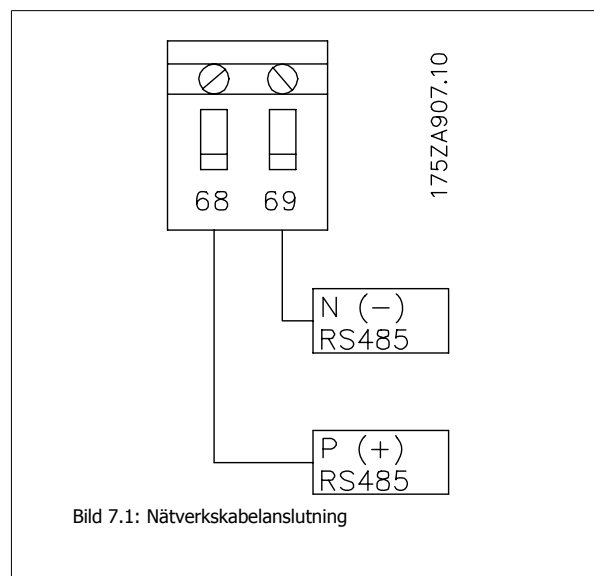 175ZA907.10
68 69
N (-)
RS485
P (+)
RS485
Bild 7.1: Nätverkskabelanslutning